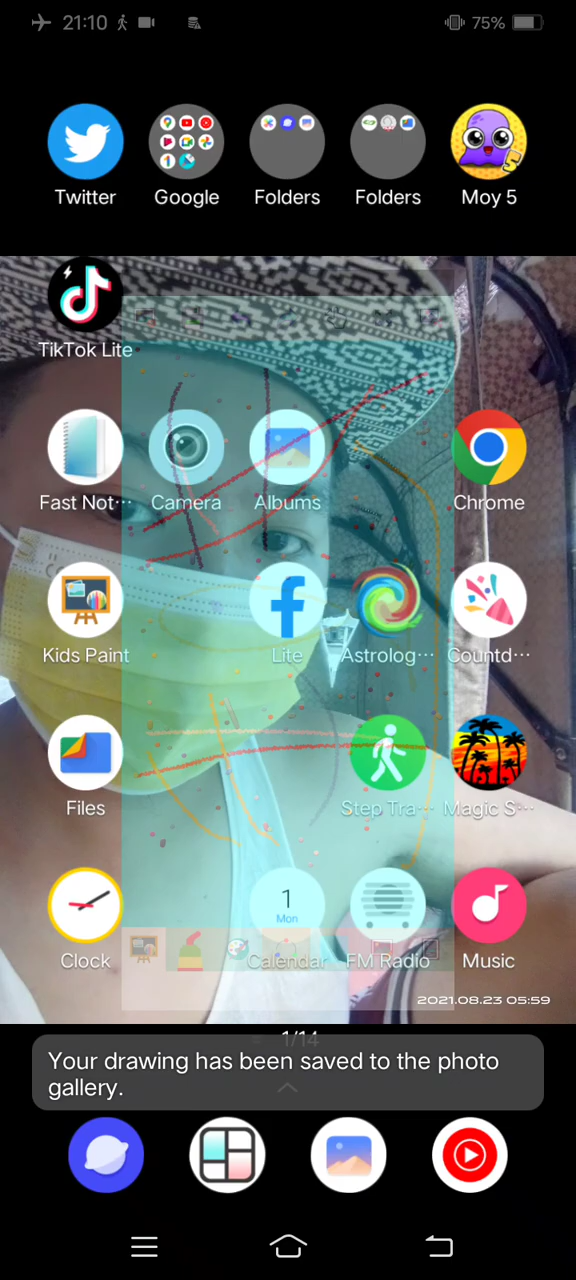 21:10
75%
Twitter
Google
Folders
Folders
Moy 5
5
TikTok Lite
Fast Not···
Camera
Albums
Chrome
Kids Paint
Lite
Astrolog···
Countd···
Files
Step Tra···
Magic S···
1
Mon
Clock
Calendar
FM Radio
Music
2021.08.23 05:59
1/14
Your drawing has been saved to the photo
gallery.